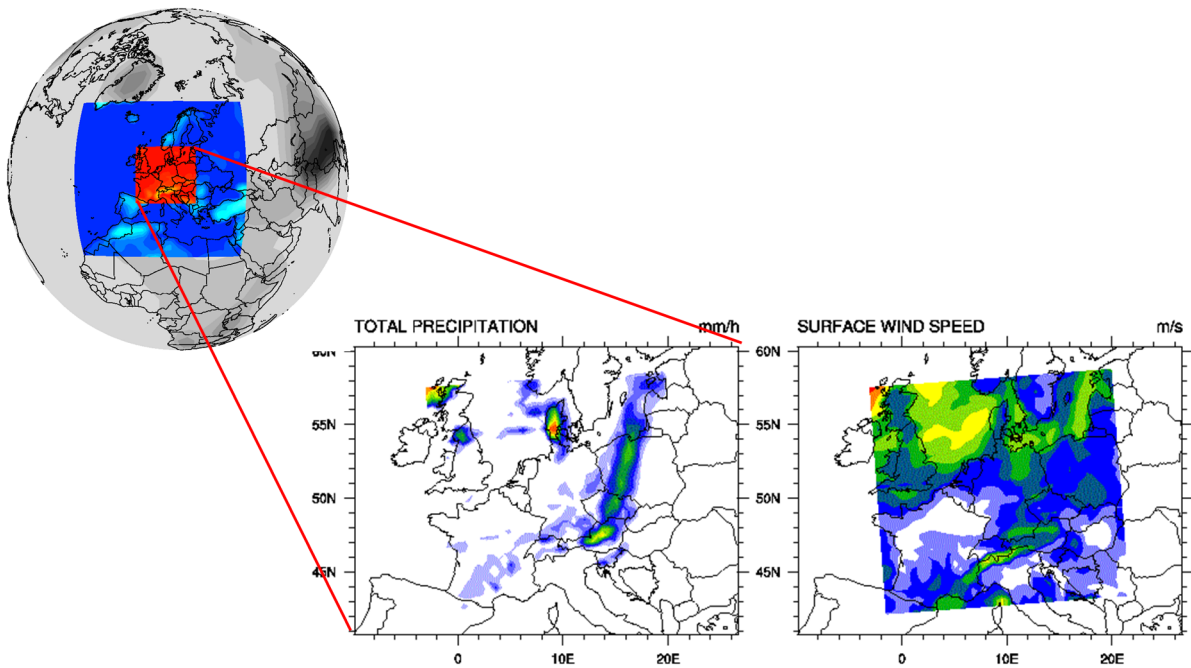 TOTAL PRECIPITATION mm/h
SURFACE WIND SPEED m/s
60N
55N
50N
45N
0 10E 20E
60N
55N
50N
45N
0 10E 20E